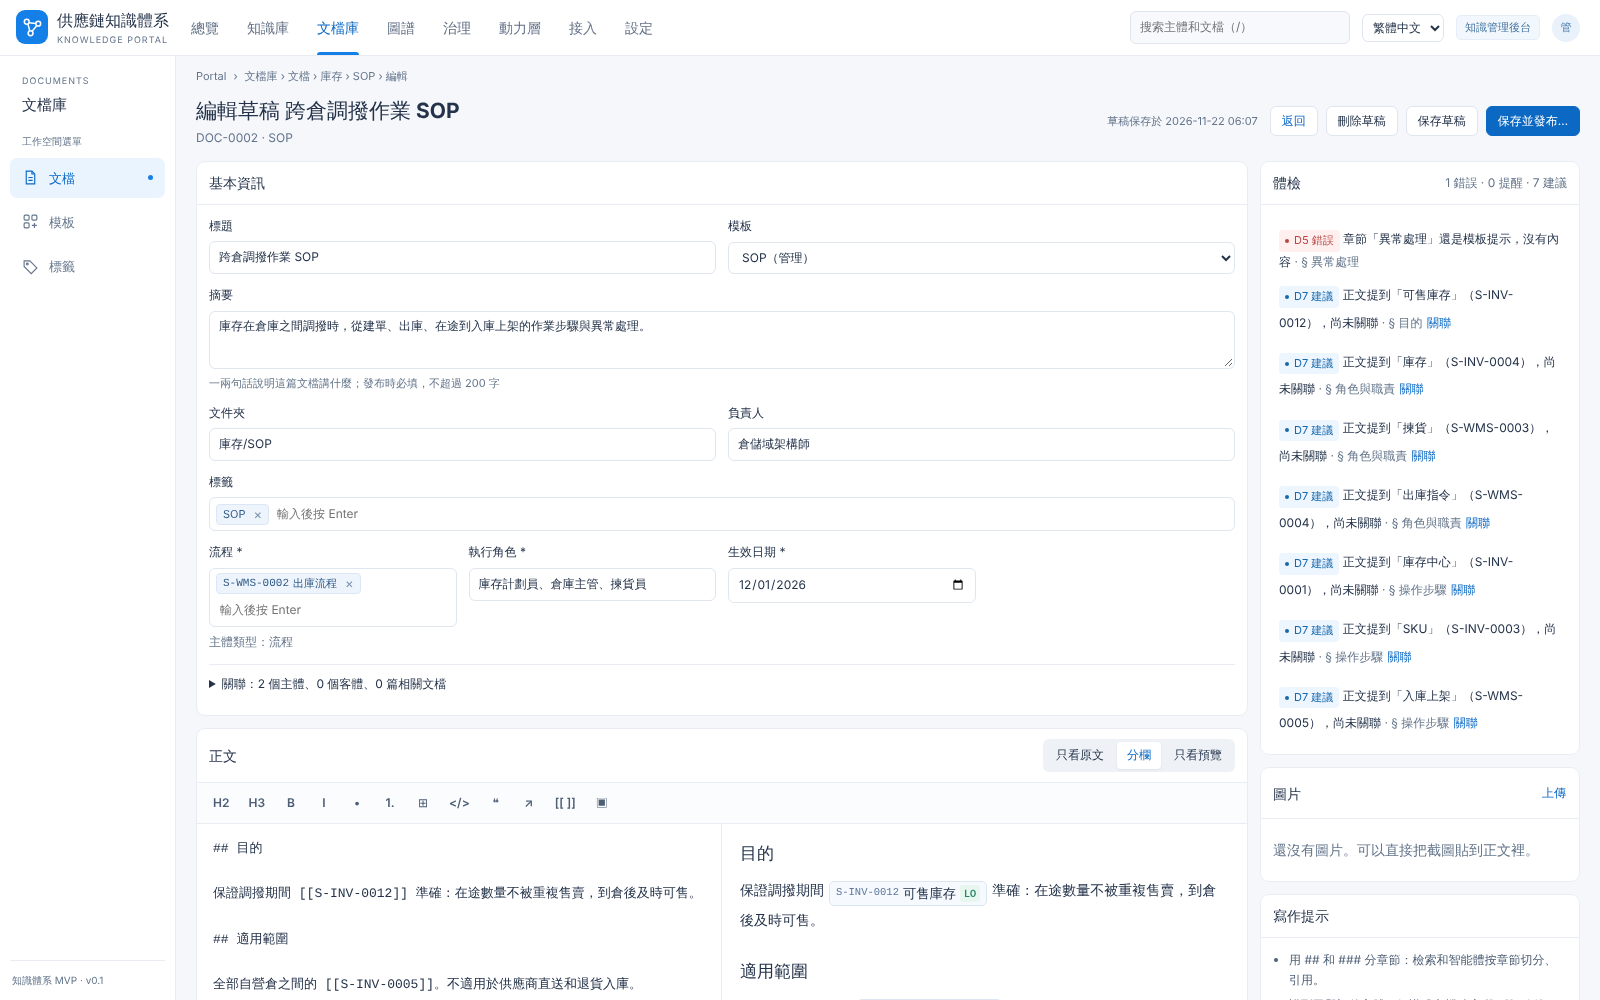 供應鏈知識體系
KNOWLEDGE PORTAL
總覽 知識庫 文檔庫 圖譜 治理 動力層 接入 設定
搜索主體和文檔（/）
繁體中文
知識管理後台
管
DOCUMENTS
文檔庫
工作空間選單
文檔
模板
標籤
知識體系 MVP · v0.1
Portal › 文檔庫 › 文檔 › 庫存 › SOP › 編輯
編輯草稿 跨倉調撥作業 SOP
DOC-0002 · SOP
草稿保存於 2026-11-22 06:07
返回
刪除草稿
保存草稿
保存並發布…
基本資訊
標題
跨倉調撥作業 SOP
模板
SOP（管理）
摘要
庫存在倉庫之間調撥時，從建單、出庫、在途到入庫上架的作業步驟與異常處理。
一兩句話說明這篇文檔講什麼；發布時必填，不超過 200 字
文件夾
庫存/SOP
負責人
倉儲域架構師
標籤
SOP × 輸入後按 Enter
流程 *
S-WMS-0002 出庫流程 ×
輸入後按 Enter
主體類型：流程
執行角色 *
庫存計劃員、倉庫主管、揀貨員
生效日期 *
12/01/2026
▶ 關聯：2 個主體、0 個客體、0 篇相關文檔
正文
只看原文 分欄 只看預覽
H2 H3 B I • 1. ⊞ </> ❝ ↗ [[ ]] ▣
## 目的
保證調撥期間 [[S-INV-0012]] 準確：在途數量不被重複售賣，到倉後及時可售。
## 適用範圍
全部自營倉之間的 [[S-INV-0005]]。不適用於供應商直送和退貨入庫。
目的
保證調撥期間 S-INV-0012 可售庫存 LO 準確：在途數量不被重複售賣，到倉
後及時可售。
適用範圍
體檢
1 錯誤 · 0 提醒 · 7 建議
• D5 錯誤 章節「異常處理」還是模板提示，沒有內
容 · § 異常處理
• D7 建議 正文提到「可售庫存」（S-INV-
0012），尚未關聯 · § 目的 關聯
• D7 建議 正文提到「庫存」（S-INV-0004），尚
未關聯 · § 角色與職責 關聯
• D7 建議 正文提到「揀貨」（S-WMS-0003），
尚未關聯 · § 角色與職責 關聯
• D7 建議 正文提到「出庫指令」（S-WMS-
0004），尚未關聯 · § 角色與職責 關聯
• D7 建議 正文提到「庫存中心」（S-INV-
0001），尚未關聯 · § 操作步驟 關聯
• D7 建議 正文提到「SKU」（S-INV-0003），尚
未關聯 · § 操作步驟 關聯
• D7 建議 正文提到「入庫上架」（S-WMS-
0005），尚未關聯 · § 操作步驟 關聯
圖片
上傳
還沒有圖片。可以直接把截圖貼到正文裡。
寫作提示
• 用 ## 和 ### 分章節：檢索和智能體按章節切分、
引用。